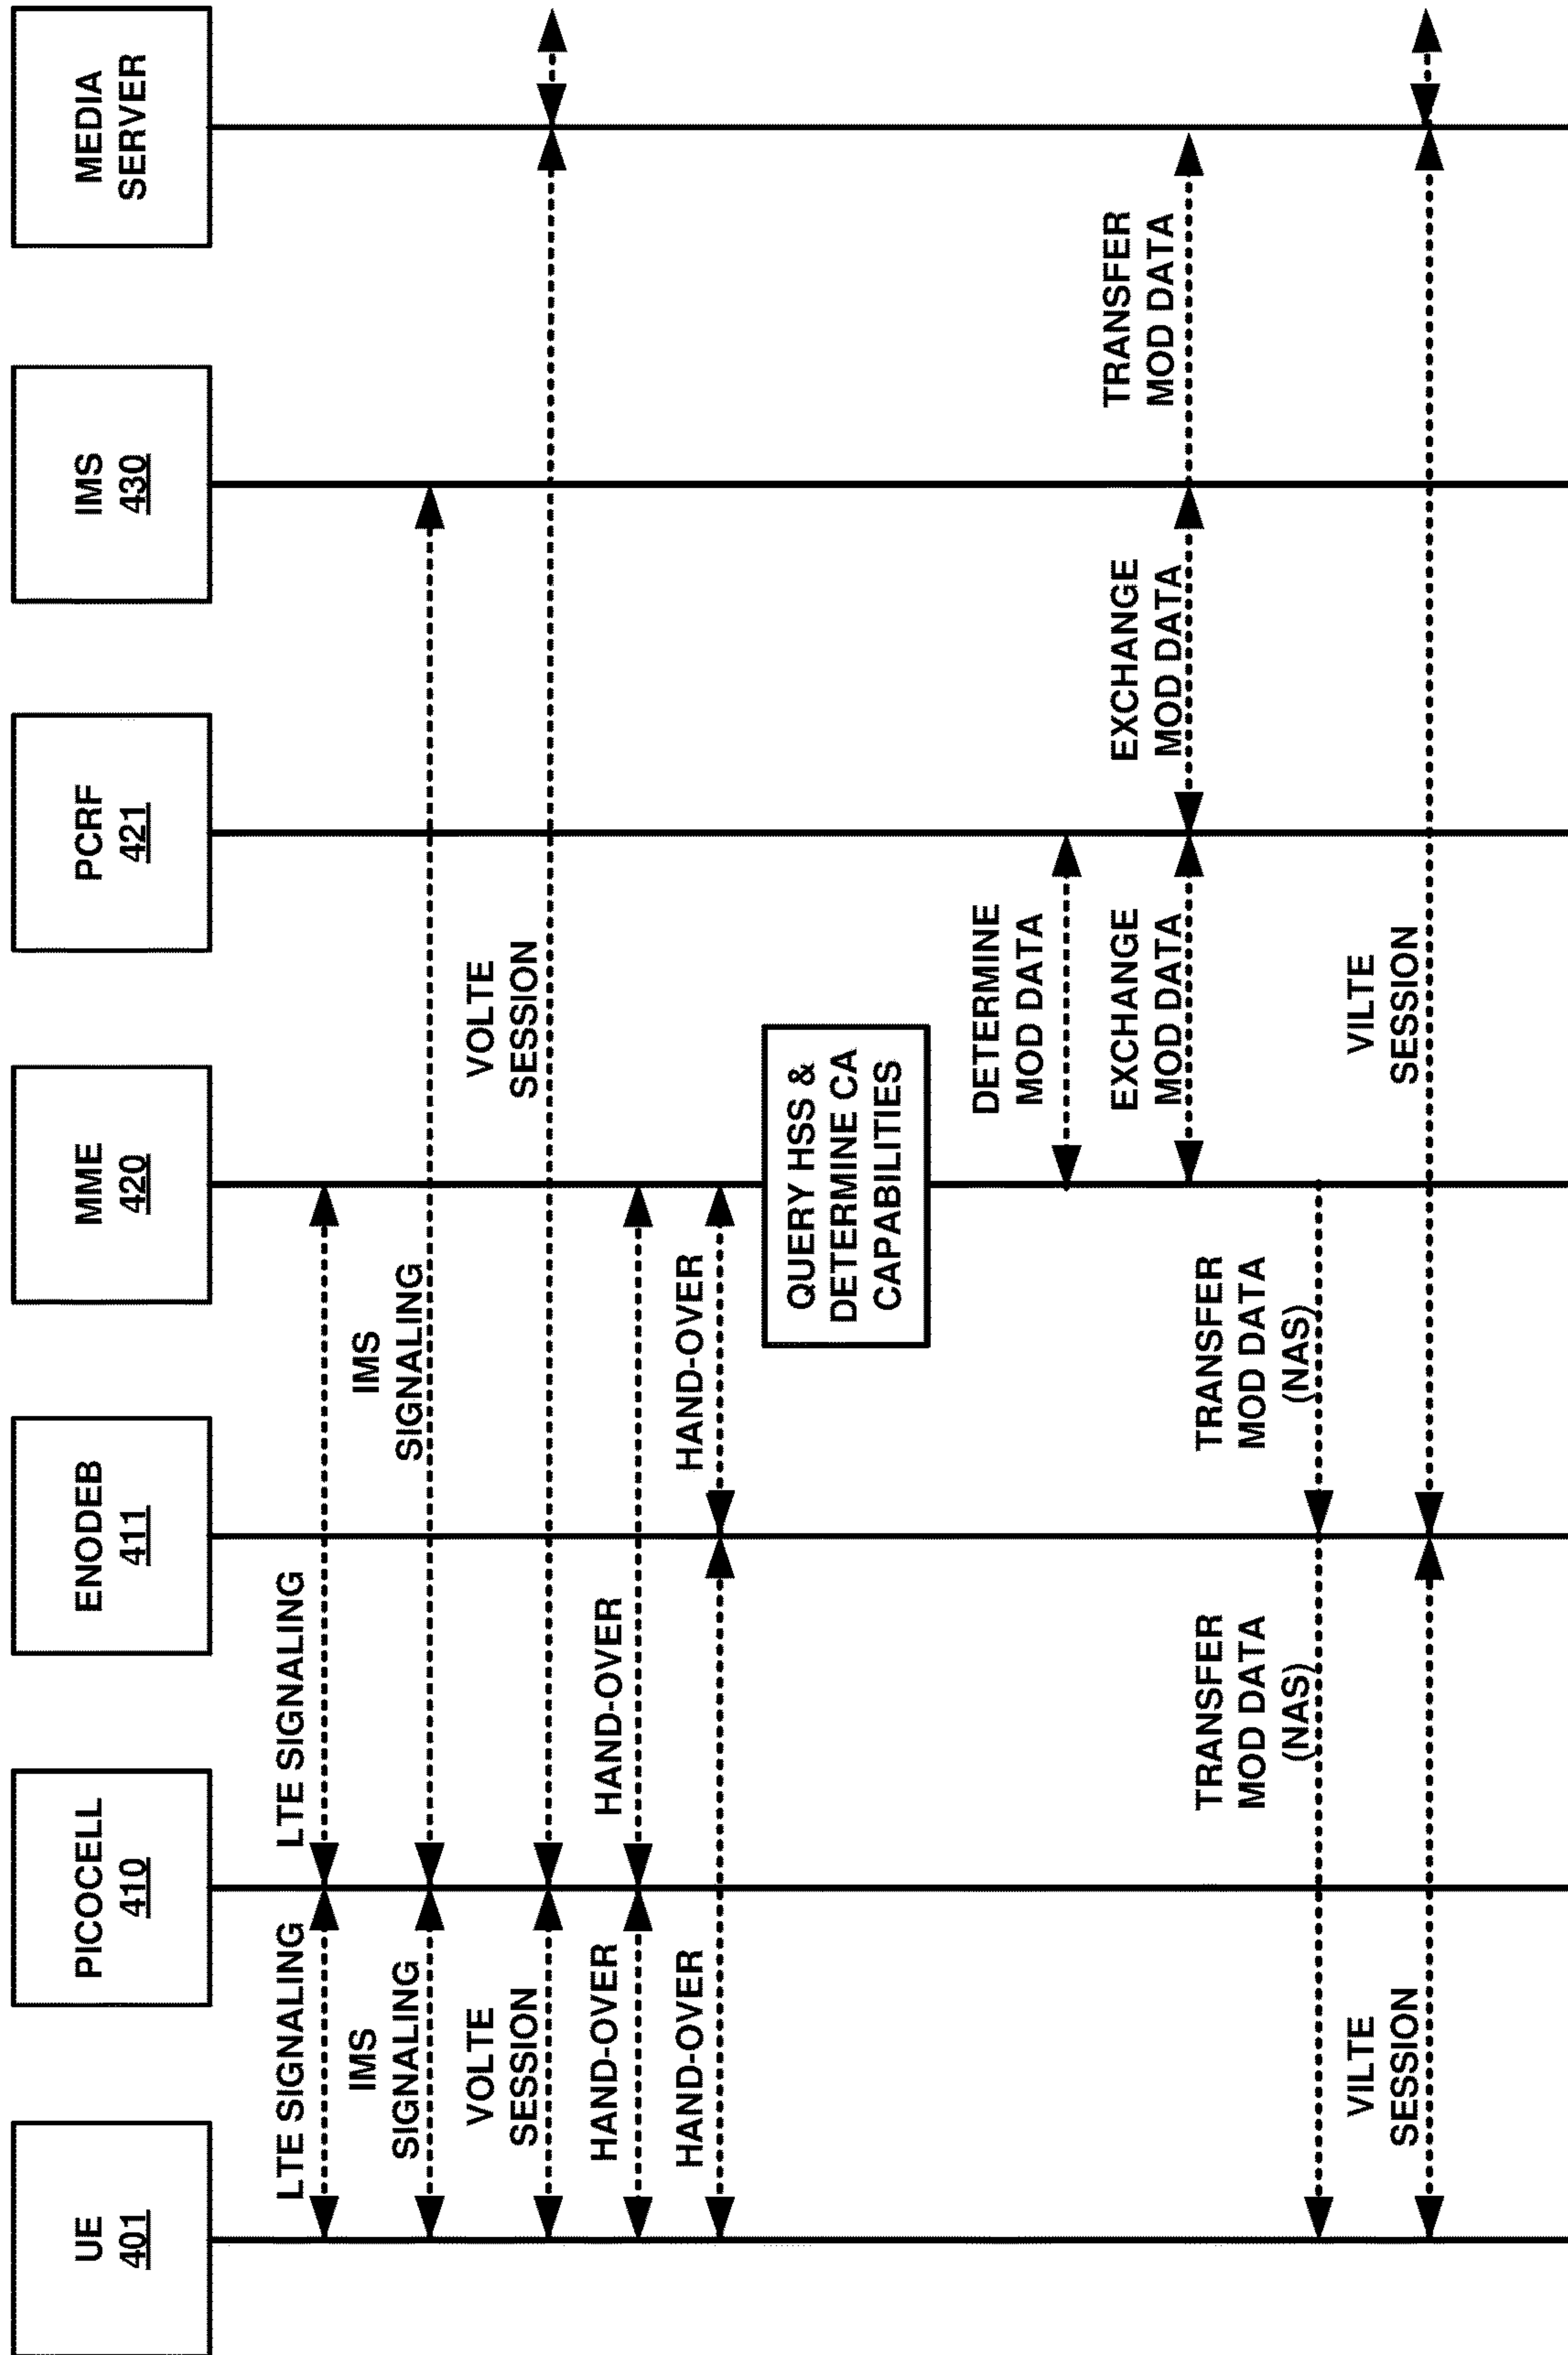 UE
401
PICOCELL
410
ENODEB
411
MME
420
PCRF
421
IMS
430
MEDIA
SERVER
LTE SIGNALING
LTE SIGNALING
IMS
SIGNALING
IMS
SIGNALING
VOLTE
SESSION
VOLTE
SESSION
HAND-OVER
HAND-OVER
HAND-OVER
HAND-OVER
QUERY HSS &
DETERMINE CA
CAPABILITIES
DETERMINE
MOD DATA
EXCHANGE
MOD DATA
EXCHANGE
MOD DATA
TRANSFER
MOD DATA
TRANSFER
MOD DATA
(NAS)
TRANSFER
MOD DATA
(NAS)
VILTE
SESSION
VILTE
SESSION